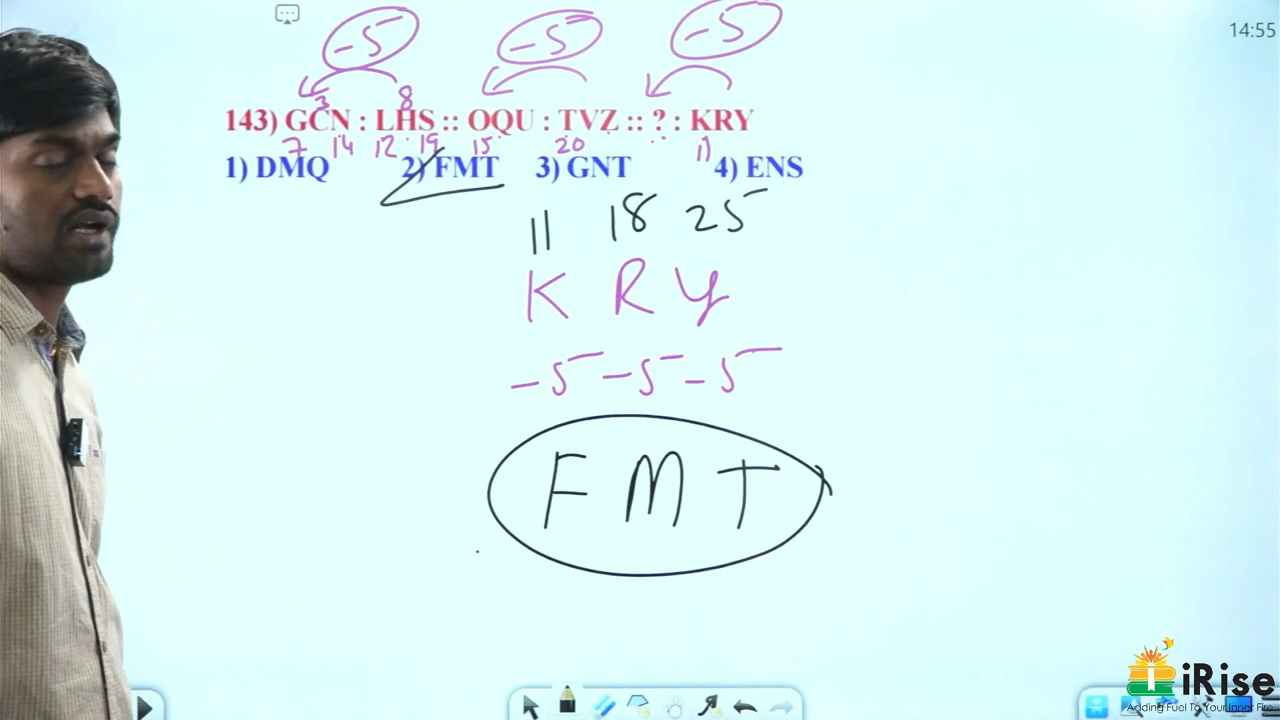 14:55
-5 -5 -5
3 8
143) GCN : LHS :: OQU : TVZ :: ? : KRY
7 14 12 19 15 20 11
1) DMQ 2) FMT 3) GNT 4) ENS
11 18 25
K R Y
-5 -5 -5
F M T
iRise
Adding Fuel To Your Inner Fire